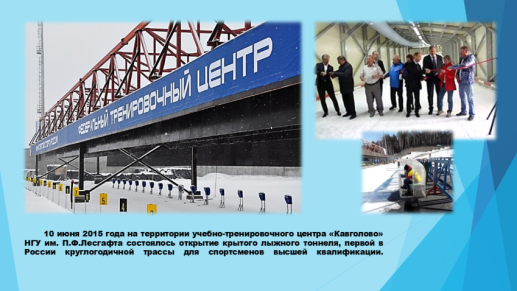 ФЕДЕРАЛЬНЫЙ ТРЕНИРОВОЧНЫЙ ЦЕНТР
10 июня 2015 года на территории учебно-тренировочного центра «Кавголово»
НГУ им. П.Ф.Лесгафта состоялось открытие крытого лыжного тоннеля, первой в
России круглогодичной трассы для спортсменов высшей квалификации.